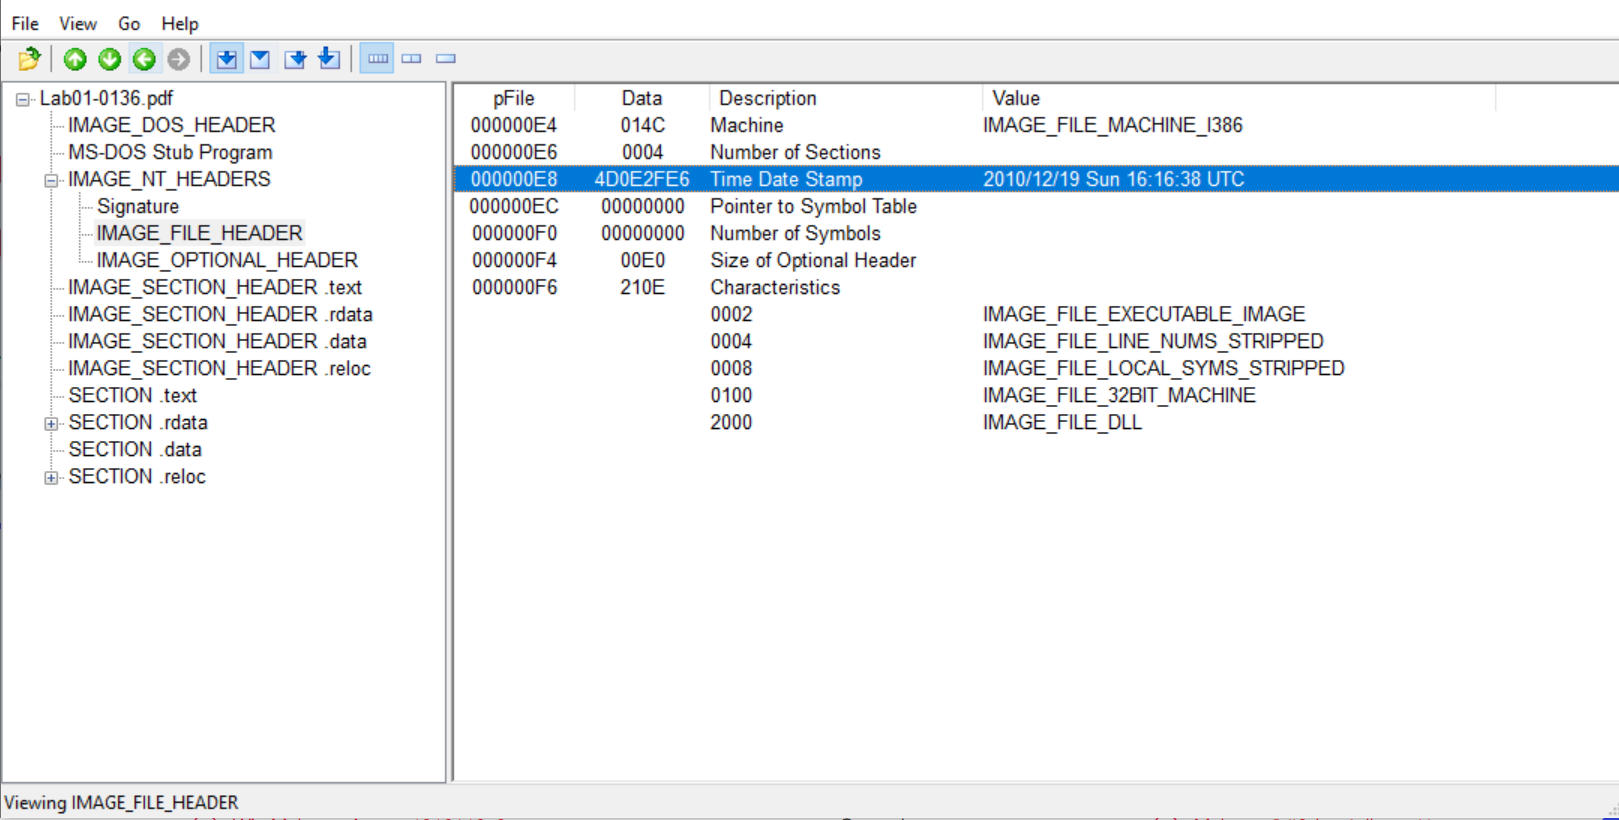 File View Go Help
Lab01-0136.pdf
IMAGE_DOS_HEADER
MS-DOS Stub Program
IMAGE_NT_HEADERS
Signature
IMAGE_FILE_HEADER
IMAGE_OPTIONAL_HEADER
IMAGE_SECTION_HEADER .text
IMAGE_SECTION_HEADER .rdata
IMAGE_SECTION_HEADER .data
IMAGE_SECTION_HEADER .reloc
SECTION .text
SECTION .rdata
SECTION .data
SECTION .reloc
pFile Data Description Value
000000E4 014C Machine IMAGE_FILE_MACHINE_I386
000000E6 0004 Number of Sections
000000E8 4D0E2FE6 Time Date Stamp 2010/12/19 Sun 16:16:38 UTC
000000EC 00000000 Pointer to Symbol Table
000000F0 00000000 Number of Symbols
000000F4 00E0 Size of Optional Header
000000F6 210E Characteristics
0002 IMAGE_FILE_EXECUTABLE_IMAGE
0004 IMAGE_FILE_LINE_NUMS_STRIPPED
0008 IMAGE_FILE_LOCAL_SYMS_STRIPPED
0100 IMAGE_FILE_32BIT_MACHINE
2000 IMAGE_FILE_DLL
Viewing IMAGE_FILE_HEADER